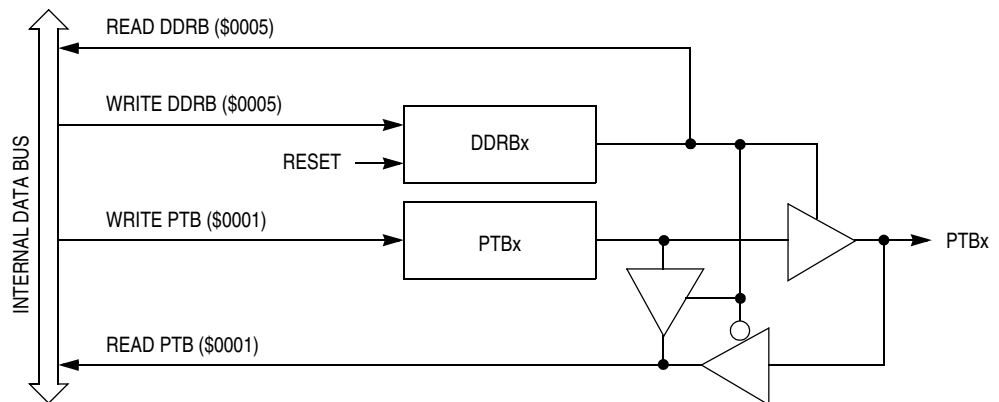 READ DDRB ($0005)
WRITE DDRB ($0005)
DDRBx
RESET
INTERNAL DATA BUS
WRITE PTB ($0001)
PTBx
PTBx
READ PTB ($0001)